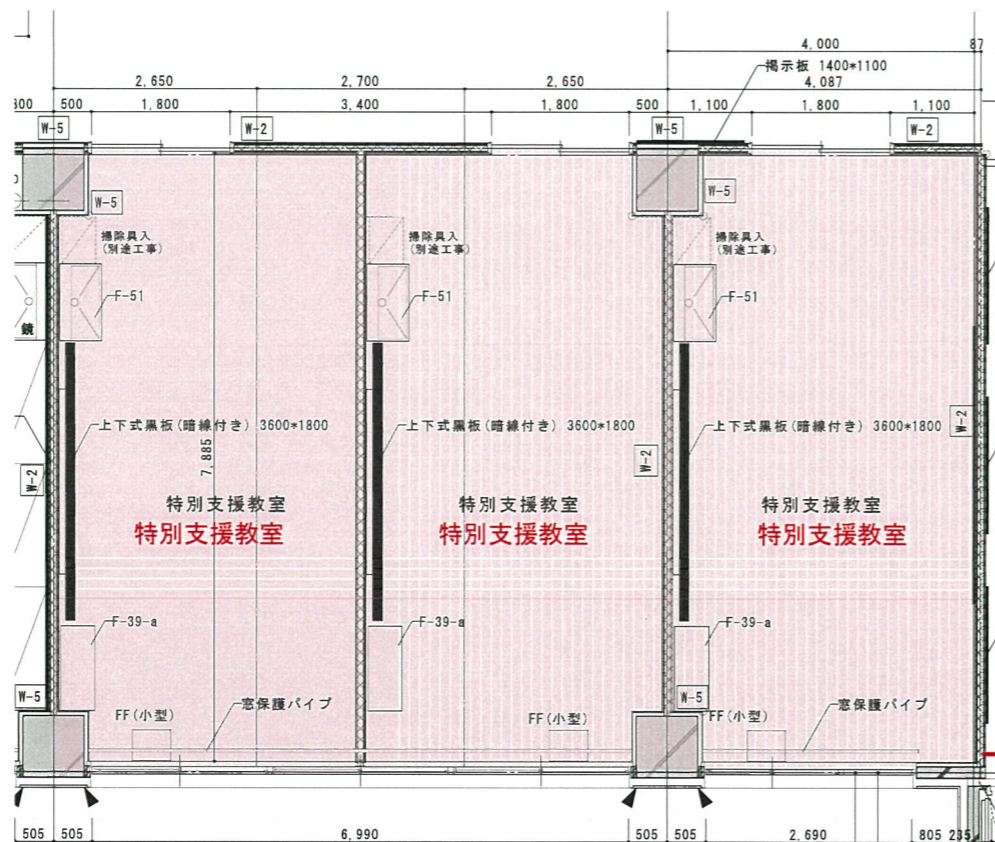 4,000
87
掲示板 1400*1100
2,650
2,700
2,650
4,087
500
1,800
3,400
1,800
500
1,100
1,800
1,100
W-5
W-2
W-5
W-2
W-5
W-5
掃除具入
(別途工事)
掃除具入
(別途工事)
掃除具入
(別途工事)
F-51
F-51
F-51
鏡
上下式黒板(暗線付き) 3600*1800
上下式黒板(暗線付き) 3600*1800
上下式黒板(暗線付き) 3600*1800
W-2
7,885
W-2
W-2
特別支援教室
特別支援教室
特別支援教室
特別支援教室
特別支援教室
特別支援教室
F-39-a
F-39-a
F-39-a
W-5
W-5
窓保護パイプ
窓保護パイプ
FF(小型)
FF(小型)
FF(小型)
505
505
6,990
505
505
2,690
805
235